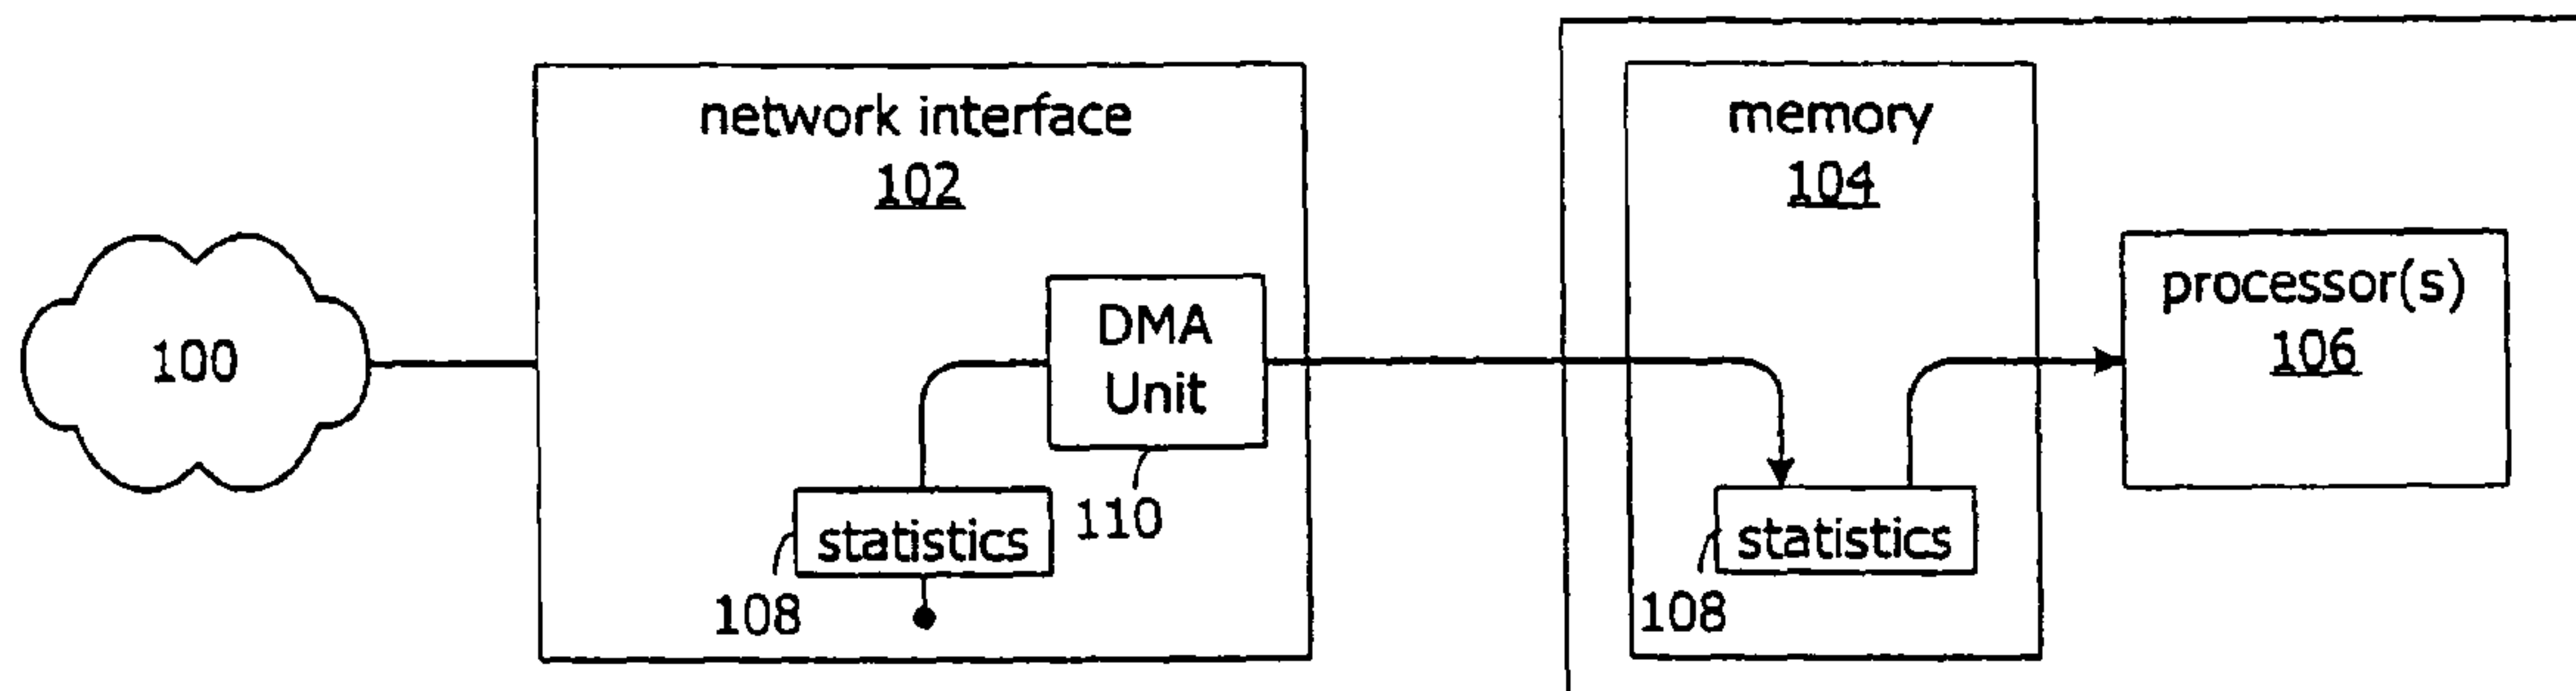 network interface
102
memory
104
processor(s)
106
100
DMA
Unit
110
statistics
108
statistics
108